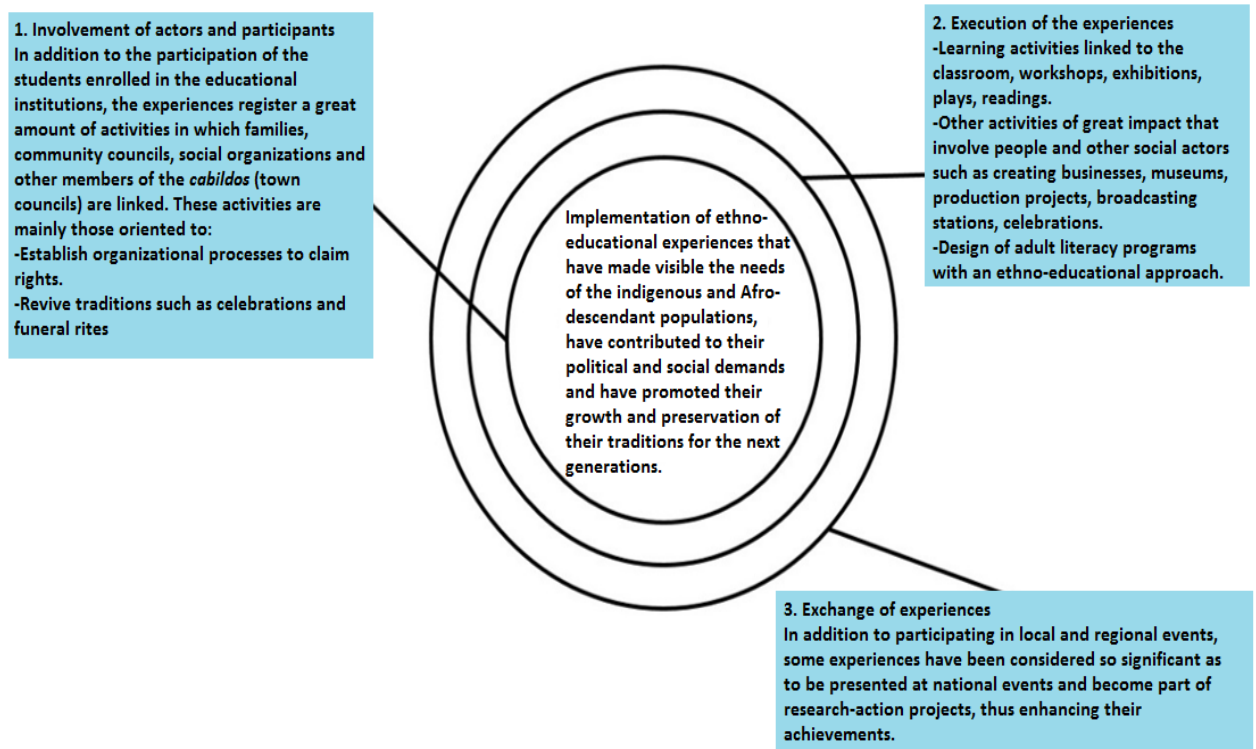 1. Involvement of actors and participants
In addition to the participation of the
students enrolled in the educational
institutions, the experiences register a great
amount of activities in which families,
community councils, social organizations and
other members of the cabildos (town
councils) are linked. These activities are
mainly those oriented to:
-Establish organizational processes to claim
rights.
-Revive traditions such as celebrations and
funeral rites
2. Execution of the experiences
-Learning activities linked to the
classroom, workshops, exhibitions,
plays, readings.
-Other activities of great impact that
involve people and other social actors
such as creating businesses, museums,
production projects, broadcasting
stations, celebrations.
-Design of adult literacy programs
with an ethno-educational approach.
Implementation of ethno-
educational experiences that
have made visible the needs
of the indigenous and Afro-
descendant populations,
have contributed to their
political and social demands
and have promoted their
growth and preservation of
their traditions for the next
generations.
3. Exchange of experiences
In addition to participating in local and regional events,
some experiences have been considered so significant as
to be presented at national events and become part of
research-action projects, thus enhancing their
achievements.